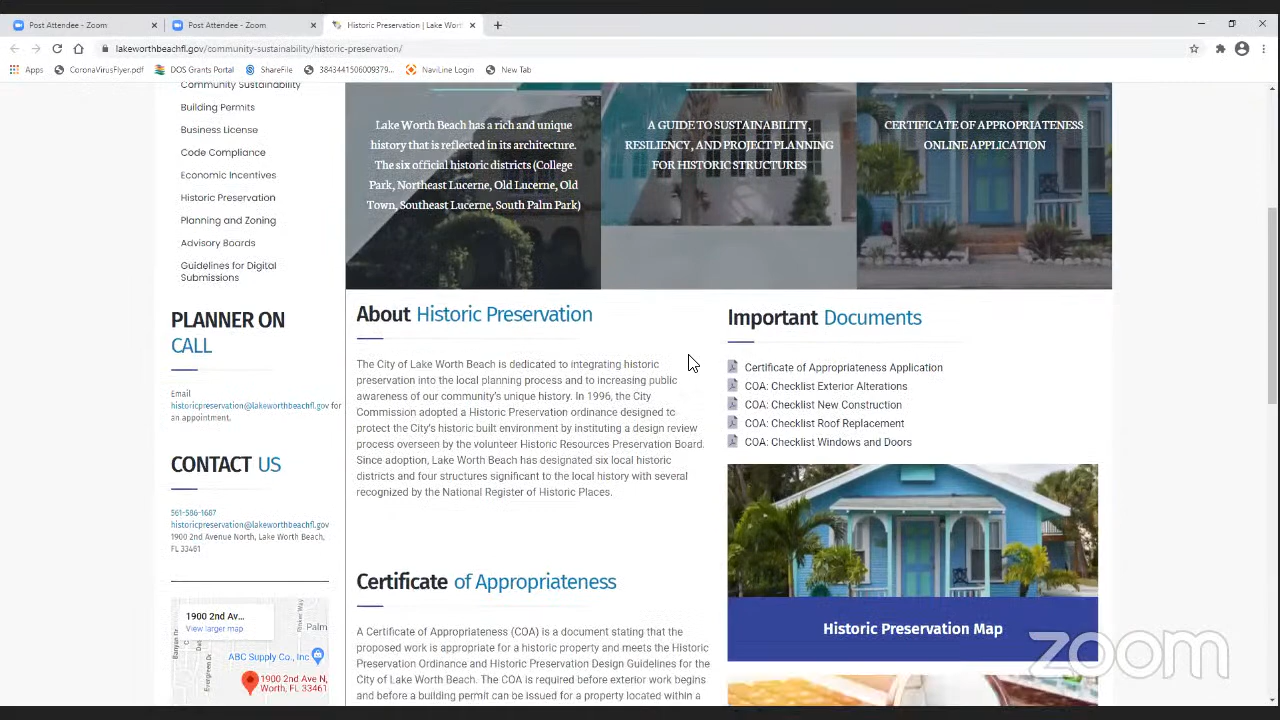 Post Attendee - Zoom
Post Attendee - Zoom
Historic Preservation | Lake Wort
lakeworthbeachfl.gov/community-sustainability/historic-preservation/
Apps
CoronaVirusFlyer.pdf
DOS Grants Portal
ShareFile
3843441506009379...
NaviLine Login
New Tab
Community Sustainability
Building Permits
Business License
Code Compliance
Economic Incentives
Historic Preservation
Planning and Zoning
Advisory Boards
Guidelines for Digital
Submissions
PLANNER ON
CALL
Email
historicpreservation@lakeworthbeachfl.gov for
an appointment.
CONTACT US
561-586-1687
historicpreservation@lakeworthbeachfl.gov
1900 2nd Avenue North, Lake Worth Beach,
FL 33461
1900 2nd Av...
View larger map
Palm
ABC Supply Co., Inc.
Evergreen Dr
1900 2nd Ave N,
Worth, FL 33461
Lake Worth Beach has a rich and unique
history that is reflected in its architecture.
The six official historic districts (College
Park, Northeast Lucerne, Old Lucerne, Old
Town, Southeast Lucerne, South Palm Park)
A GUIDE TO SUSTAINABILITY,
RESILIENCY, AND PROJECT PLANNING
FOR HISTORIC STRUCTURES
CERTIFICATE OF APPROPRIATENESS
ONLINE APPLICATION
About Historic Preservation
The City of Lake Worth Beach is dedicated to integrating historic
preservation into the local planning process and to increasing public
awareness of our community's unique history. In 1996, the City
Commission adopted a Historic Preservation ordinance designed to
protect the City's historic built environment by instituting a design review
process overseen by the volunteer Historic Resources Preservation Board.
Since adoption, Lake Worth Beach has designated six local historic
districts and four structures significant to the local history with several
recognized by the National Register of Historic Places.
Certificate of Appropriateness
A Certificate of Appropriateness (COA) is a document stating that the
proposed work is appropriate for a historic property and meets the Historic
Preservation Ordinance and Historic Preservation Design Guidelines for the
City of Lake Worth Beach. The COA is required before exterior work begins
and before a building permit can be issued for a property located within a
Important Documents
Certificate of Appropriateness Application
COA: Checklist Exterior Alterations
COA: Checklist New Construction
COA: Checklist Roof Replacement
COA: Checklist Windows and Doors
Historic Preservation Map
zoom